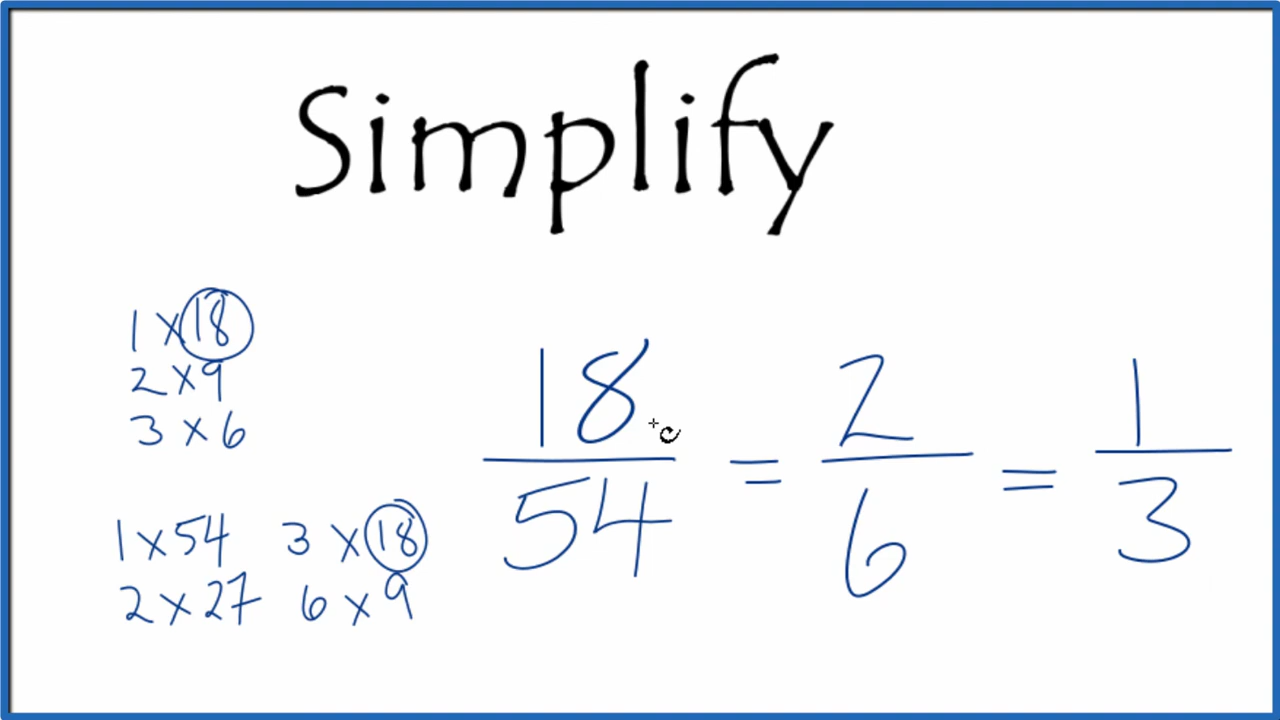 Simplify
1 x 18
2 x 9
3 x 6
1 x 54 3 x 18
2 x 27 6 x 9
18/54 = 2/6 = 1/3